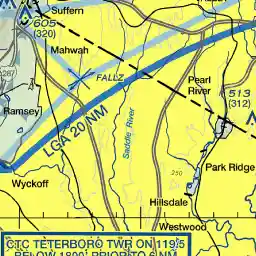 Suffern
605
(320)
Mahwah
287
FALLZ
Pearl
River
513
(312)
Ramsey
LGA 20 NM
Saddle River
250
Park Ridge
Wyckoff
Hillsdale
Westwood
CTC TETERBORO TWR ON 119.5
BELOW 1800' PRIOR TO 6 NM